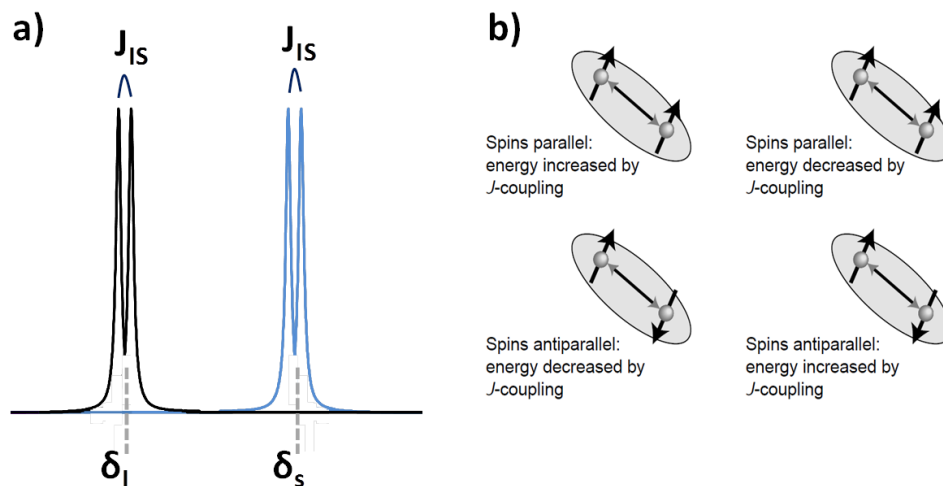 a)
J_IS
J_IS
δ_I
δ_s
b)
Spins parallel:
energy increased by
J-coupling
Spins parallel:
energy decreased by
J-coupling
Spins antiparallel:
energy decreased by
J-coupling
Spins antiparallel:
energy increased by
J-coupling